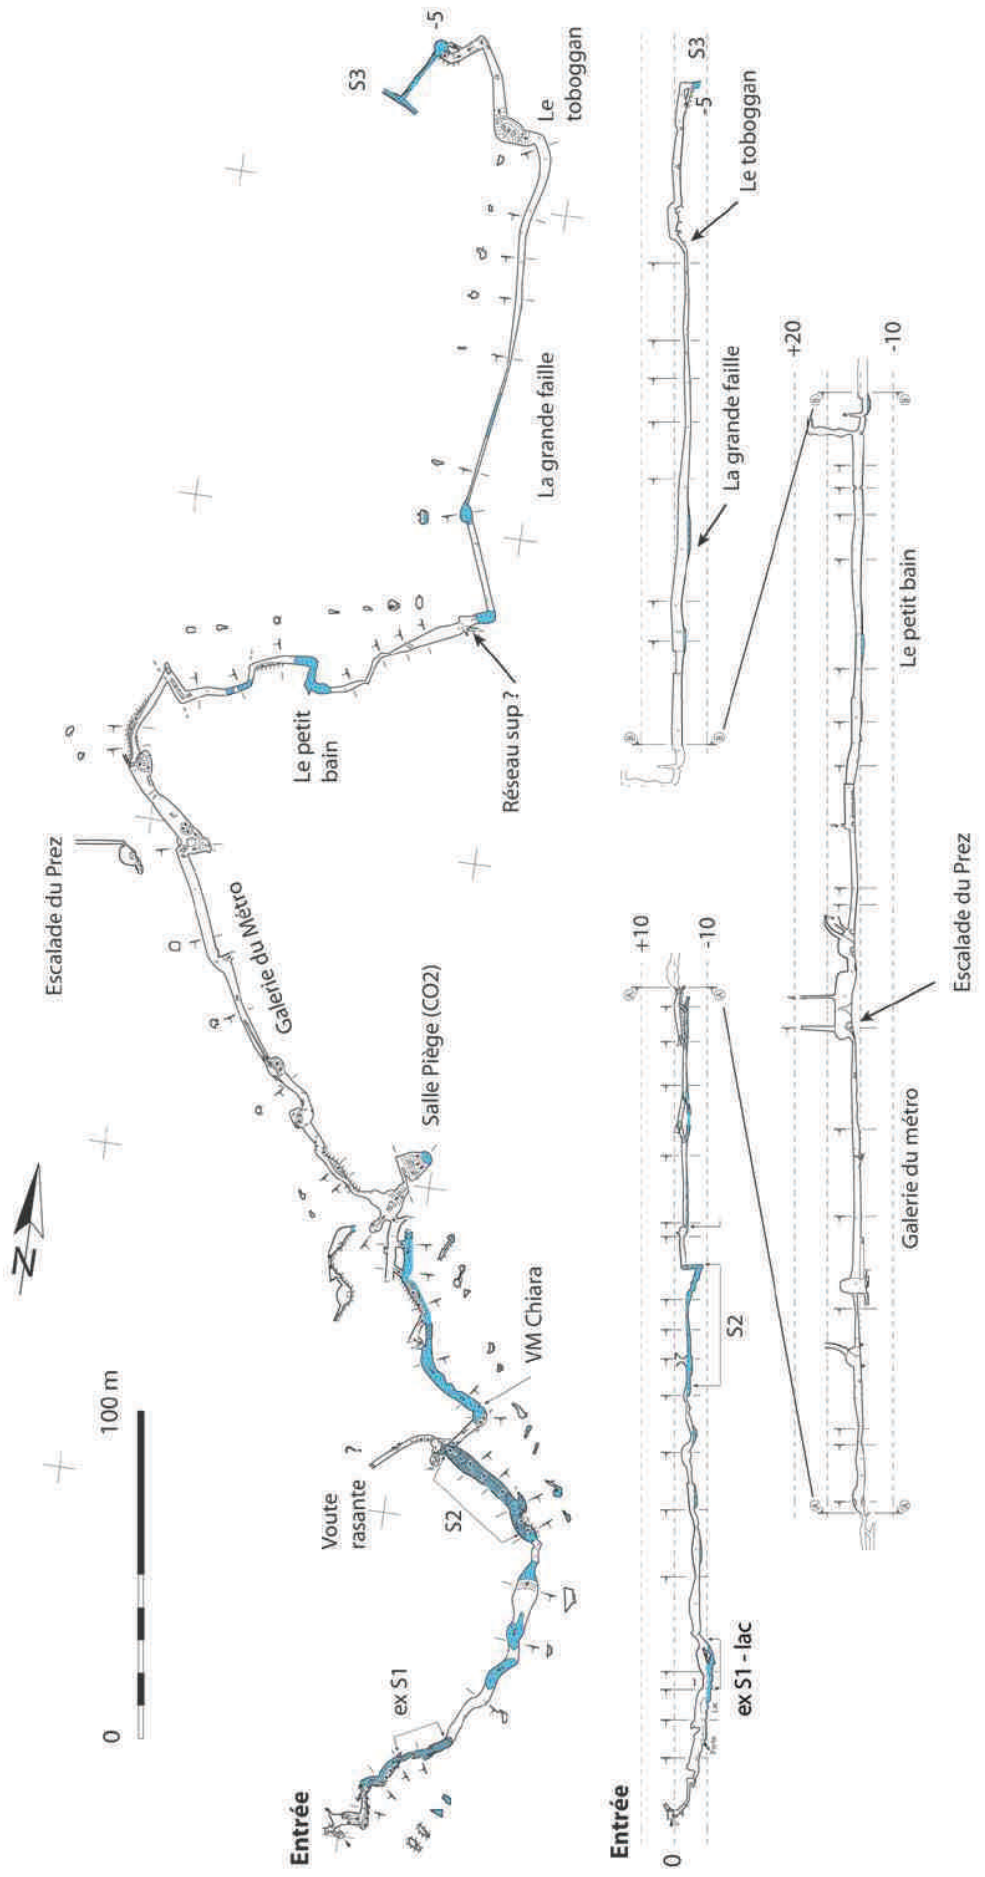 Entrée
ex S1
S2
Voute
rasante
?
VM Chiara
Salle Piège (CO2)
Galerie du Métro
Escalade du Prez
Le petit
bain
Réseau sup ?
La grande faille
Le
toboggan
S3
-5
0
100 m
N
Entrée
0
ex S1 - lac
Lac
S2
+10
-10
A
A
La grande faille
Le toboggan
-5
S3
B
B
A
A
Galerie du métro
Escalade du Prez
Le petit bain
+20
-10
B
B